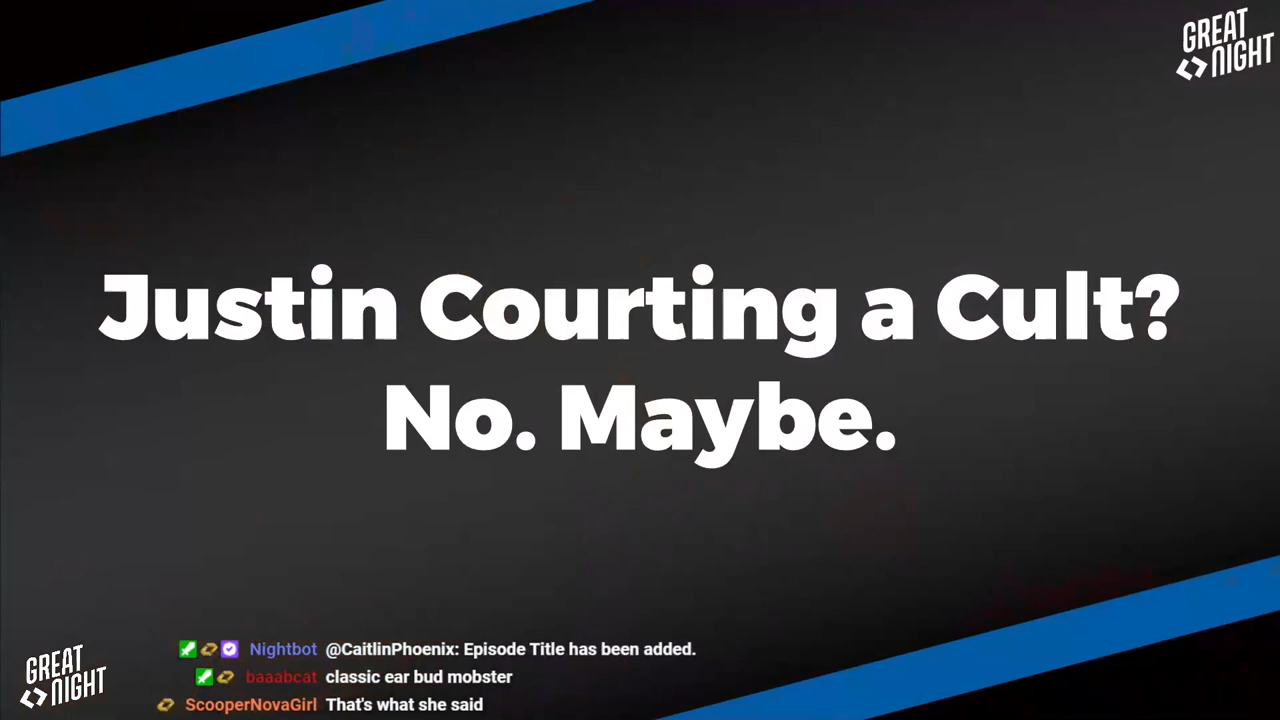 GREAT
NIGHT
Justin Courting a Cult?
No. Maybe.
Nightbot @CaitlinPhoenix: Episode Title has been added.
baaabcat classic ear bud mobster
ScooperNovaGirl That's what she said
GREAT
NIGHT